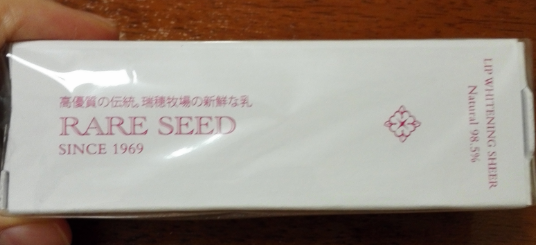 高優質の伝統。瑞穂牧場の新鮮な乳
RARE SEED
SINCE 1969
LIP WHITENING SHEER
Natural 98.5%